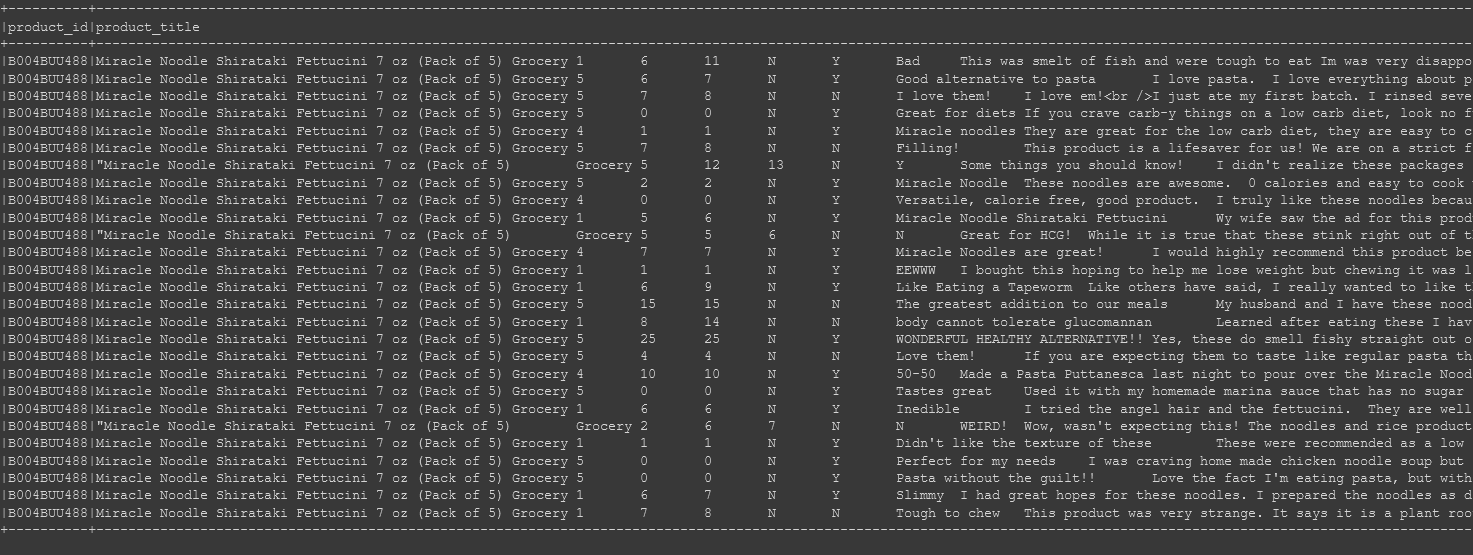 +----------+--------------------------------------------------------------
|product_id|product_title
+----------+--------------------------------------------------------------
|B004BUU488|Miracle Noodle Shirataki Fettucini 7 oz (Pack of 5) Grocery 1 6 11 N Y Bad This was smelt of fish and were tough to eat Im was very disappo
|B004BUU488|Miracle Noodle Shirataki Fettucini 7 oz (Pack of 5) Grocery 5 6 7 N Y Good alternative to pasta I love pasta. I love everything about p
|B004BUU488|Miracle Noodle Shirataki Fettucini 7 oz (Pack of 5) Grocery 5 7 8 N N I love them! I love em!<br />I just ate my first batch. I rinsed seve
|B004BUU488|Miracle Noodle Shirataki Fettucini 7 oz (Pack of 5) Grocery 5 0 0 N Y Great for diets If you crave carb-y things on a low carb diet, look no f
|B004BUU488|Miracle Noodle Shirataki Fettucini 7 oz (Pack of 5) Grocery 4 1 1 N Y Miracle noodles They are great for the low carb diet, they are easy to c
|B004BUU488|Miracle Noodle Shirataki Fettucini 7 oz (Pack of 5) Grocery 5 7 8 N N Filling! This product is a lifesaver for us! We are on a strict f
|B004BUU488|"Miracle Noodle Shirataki Fettucini 7 oz (Pack of 5) Grocery 5 12 13 N Y Some things you should know! I didn't realize these packages
|B004BUU488|Miracle Noodle Shirataki Fettucini 7 oz (Pack of 5) Grocery 5 2 2 N Y Miracle Noodle These noodles are awesome. 0 calories and easy to cook
|B004BUU488|Miracle Noodle Shirataki Fettucini 7 oz (Pack of 5) Grocery 4 0 0 N Y Versatile, calorie free, good product. I truly like these noodles becau
|B004BUU488|Miracle Noodle Shirataki Fettucini 7 oz (Pack of 5) Grocery 1 5 6 N Y Miracle Noodle Shirataki Fettucini Wy wife saw the ad for this prod
|B004BUU488|"Miracle Noodle Shirataki Fettucini 7 oz (Pack of 5) Grocery 5 5 6 N N Great for HCG! While it is true that these stink right out of th
|B004BUU488|Miracle Noodle Shirataki Fettucini 7 oz (Pack of 5) Grocery 4 7 7 N Y Miracle Noodles are great! I would highly recommend this product be
|B004BUU488|Miracle Noodle Shirataki Fettucini 7 oz (Pack of 5) Grocery 1 1 1 N Y EEWWW I bought this hoping to help me lose weight but chewing it was l
|B004BUU488|Miracle Noodle Shirataki Fettucini 7 oz (Pack of 5) Grocery 1 6 9 N Y Like Eating a Tapeworm Like others have said, I really wanted to like th
|B004BUU488|Miracle Noodle Shirataki Fettucini 7 oz (Pack of 5) Grocery 5 15 15 N N The greatest addition to our meals My husband and I have these nood
|B004BUU488|Miracle Noodle Shirataki Fettucini 7 oz (Pack of 5) Grocery 1 8 14 N N body cannot tolerate glucomannan Learned after eating these I hav
|B004BUU488|Miracle Noodle Shirataki Fettucini 7 oz (Pack of 5) Grocery 5 25 25 N Y WONDERFUL HEALTHY ALTERNATIVE!! Yes, these do smell fishy straight out o
|B004BUU488|Miracle Noodle Shirataki Fettucini 7 oz (Pack of 5) Grocery 5 4 4 N N Love them! If you are expecting them to taste like regular pasta th
|B004BUU488|Miracle Noodle Shirataki Fettucini 7 oz (Pack of 5) Grocery 4 10 10 N Y 50-50 Made a Pasta Puttanesca last night to pour over the Miracle Nood
|B004BUU488|Miracle Noodle Shirataki Fettucini 7 oz (Pack of 5) Grocery 5 0 0 N Y Tastes great Used it with my homemade marina sauce that has no sugar
|B004BUU488|Miracle Noodle Shirataki Fettucini 7 oz (Pack of 5) Grocery 1 6 6 N Y Inedible I tried the angel hair and the fettucini. They are well
|B004BUU488|"Miracle Noodle Shirataki Fettucini 7 oz (Pack of 5) Grocery 2 6 7 N N WEIRD! Wow, wasn't expecting this! The noodles and rice produc
|B004BUU488|Miracle Noodle Shirataki Fettucini 7 oz (Pack of 5) Grocery 1 1 1 N Y Didn't like the texture of these These were recommended as a low
|B004BUU488|Miracle Noodle Shirataki Fettucini 7 oz (Pack of 5) Grocery 5 0 0 N Y Perfect for my needs I was craving home made chicken noodle soup but
|B004BUU488|Miracle Noodle Shirataki Fettucini 7 oz (Pack of 5) Grocery 5 0 0 N Y Pasta without the guilt!! Love the fact I'm eating pasta, but with
|B004BUU488|Miracle Noodle Shirataki Fettucini 7 oz (Pack of 5) Grocery 1 6 7 N Y Slimmy I had great hopes for these noodles. I prepared the noodles as d
|B004BUU488|Miracle Noodle Shirataki Fettucini 7 oz (Pack of 5) Grocery 1 7 8 N N Tough to chew This product was very strange. It says it is a plant roo
+----------+--------------------------------------------------------------